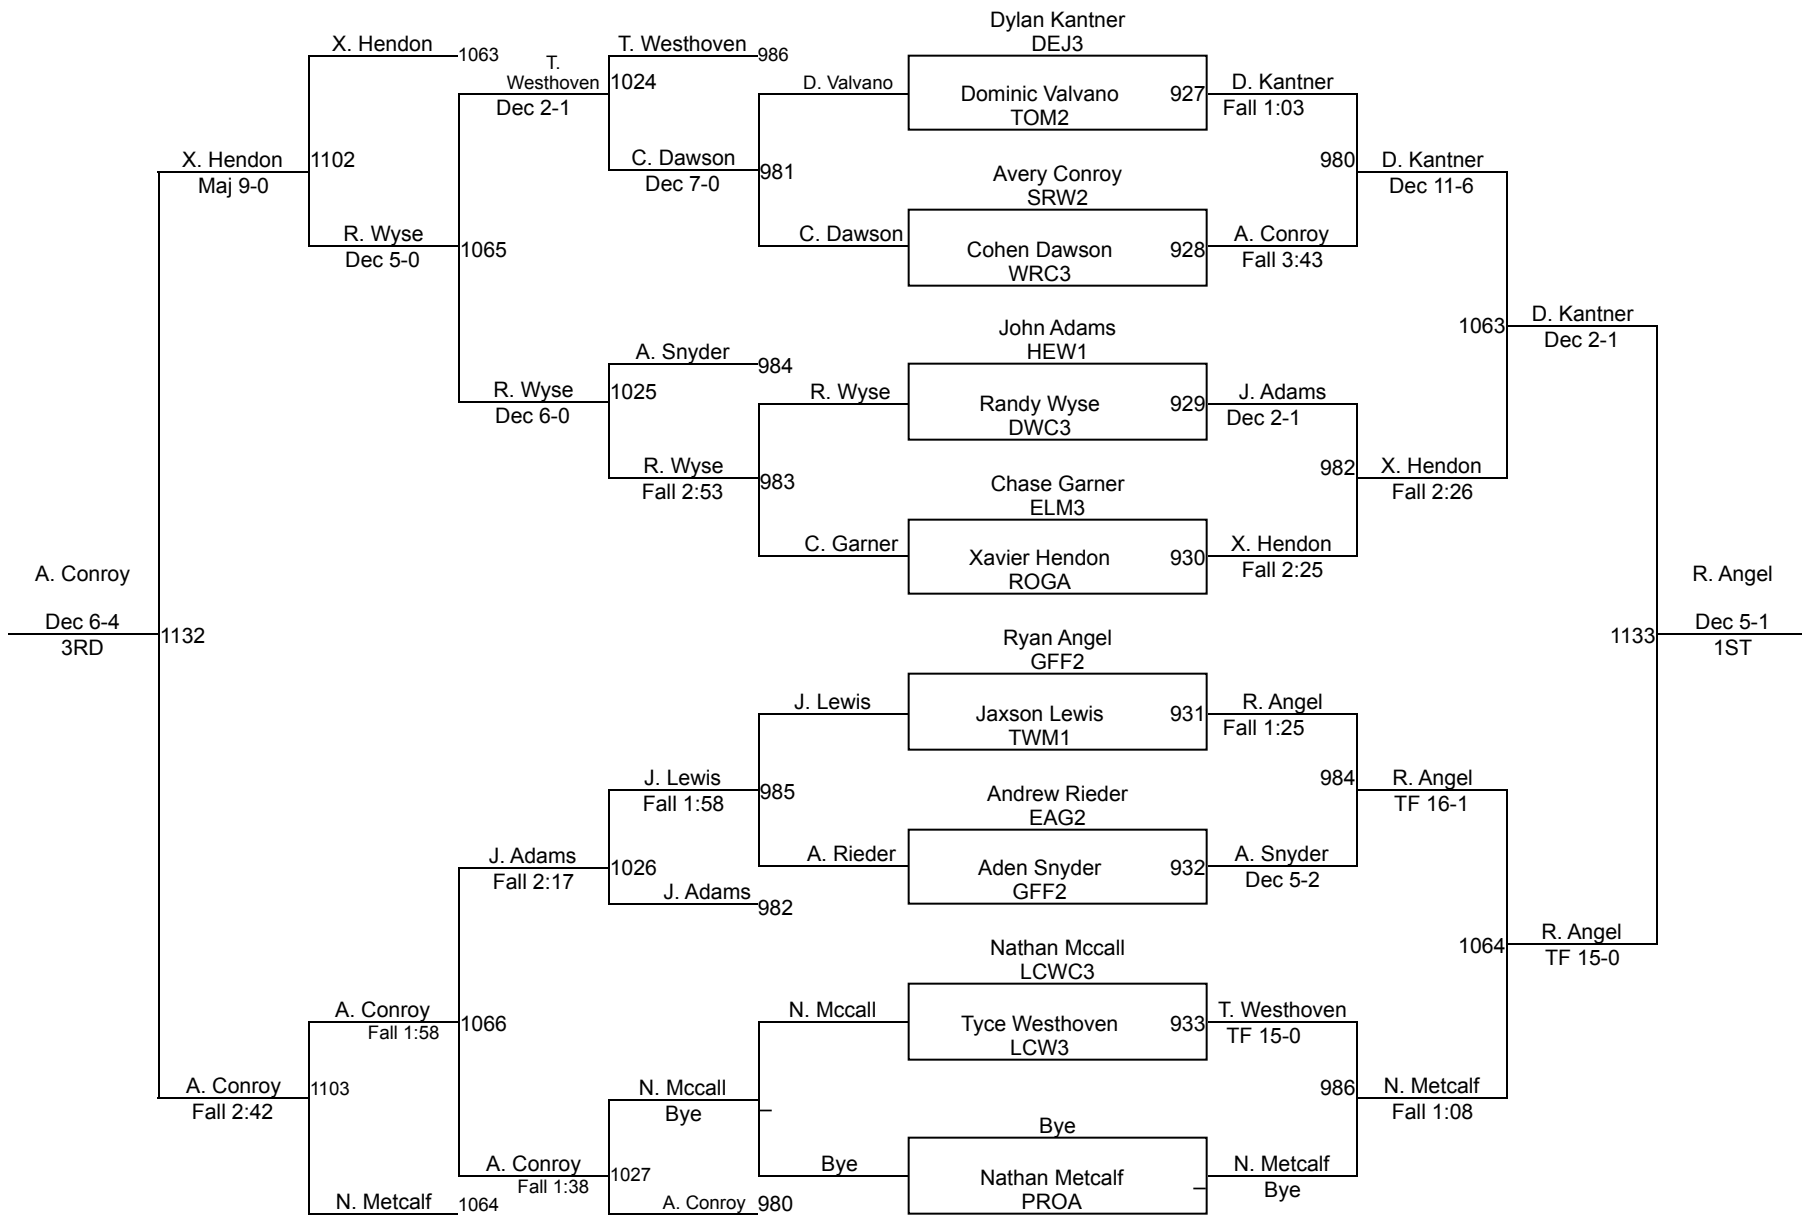 Dylan Kantner
DEJ3
X. Hendon
1063
T. Westhoven
986
T.
Westhoven
1024
D. Valvano
Dominic Valvano
927
D. Kantner
Dec 2-1
TOM2
Fall 1:03
X. Hendon
1102
C. Dawson
981
Avery Conroy
980
D. Kantner
Maj 9-0
Dec 7-0
SRW2
Dec 11-6
R. Wyse
1065
C. Dawson
Cohen Dawson
928
A. Conroy
Dec 5-0
WRC3
Fall 3:43
John Adams
1063
D. Kantner
A. Snyder
984
HEW1
Dec 2-1
R. Wyse
1025
R. Wyse
Randy Wyse
929
J. Adams
Dec 6-0
DWC3
Dec 2-1
R. Wyse
983
Chase Garner
982
X. Hendon
Fall 2:53
ELM3
Fall 2:26
C. Garner
Xavier Hendon
930
X. Hendon
A. Conroy
ROGA
Fall 2:25
R. Angel
Dec 6-4
1132
Ryan Angel
1133
Dec 5-1
3RD
GFF2
1ST
J. Lewis
Jaxson Lewis
931
R. Angel
TWM1
Fall 1:25
J. Lewis
985
Andrew Rieder
984
R. Angel
Fall 1:58
EAG2
TF 16-1
J. Adams
1026
A. Rieder
Aden Snyder
932
A. Snyder
Fall 2:17
J. Adams
982
GFF2
Dec 5-2
Nathan Mccall
1064
R. Angel
LCWC3
TF 15-0
A. Conroy
1066
N. Mccall
Tyce Westhoven
933
T. Westhoven
Fall 1:58
LCW3
TF 15-0
A. Conroy
1103
N. Mccall
986
N. Metcalf
Fall 2:42
Bye
–
Bye
Fall 1:08
A. Conroy
1027
Bye
Nathan Metcalf
–
N. Metcalf
Fall 1:38
PROA
Bye
N. Metcalf
1064
A. Conroy
980